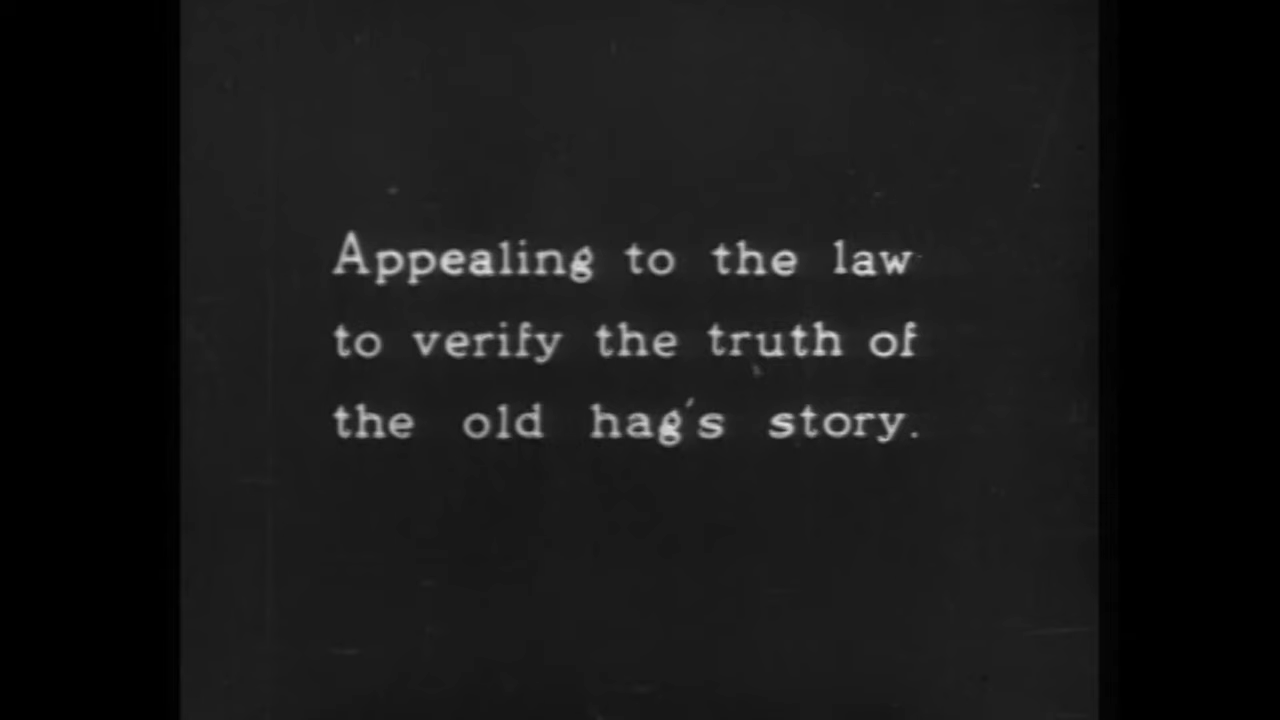 Appealing to the law
to verify the truth of
the old hag's story.